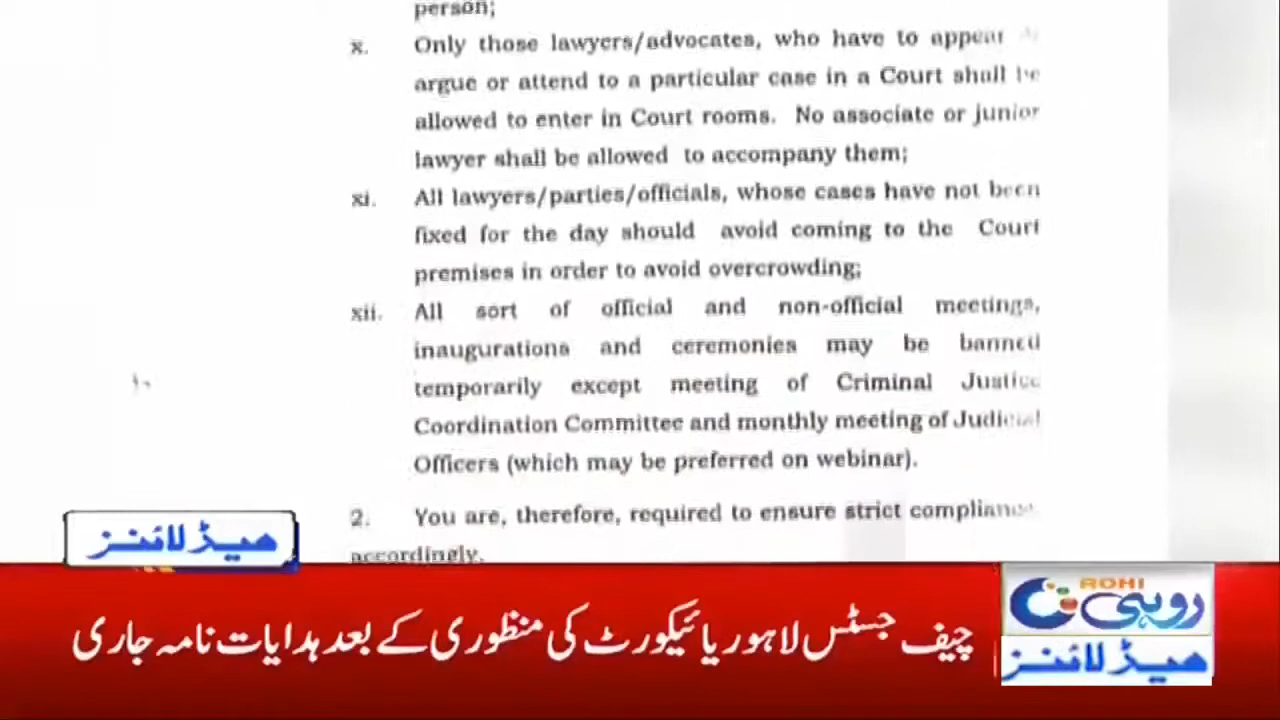 person;
x. Only those lawyers/advocates, who have to appear
argue or attend to a particular case in a Court shall be
allowed to enter in Court rooms. No associate or junior
lawyer shall be allowed to accompany them;
xi. All lawyers/parties/officials, whose cases have not been
fixed for the day should avoid coming to the Court
premises in order to avoid overcrowding;
xii. All sort of official and non-official meetings,
inaugurations and ceremonies may be banned
temporarily except meeting of Criminal Justice
Coordination Committee and monthly meeting of Judicial
Officers (which may be preferred on webinar).
2. You are, therefore, required to ensure strict compliance
accordingly.
ہیڈلائنز
چیف جسٹس لاہور ہائیکورٹ کی منظوری کے بعد ہدایات نامہ جاری
ROHI
روہی
ہیڈلائنز